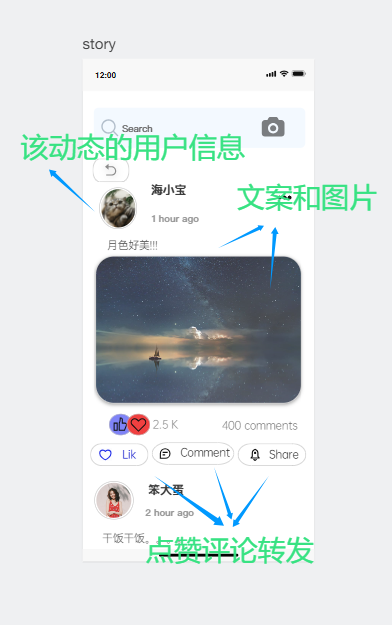 story
12:00
Search
该动态的用户信息
海小宝
文案和图片
1 hour ago
月色好美!!!
2.5 K
400 comments
Lik
Comment
Share
笨大蛋
2 hour ago
干饭干饭。。
点赞评论转发